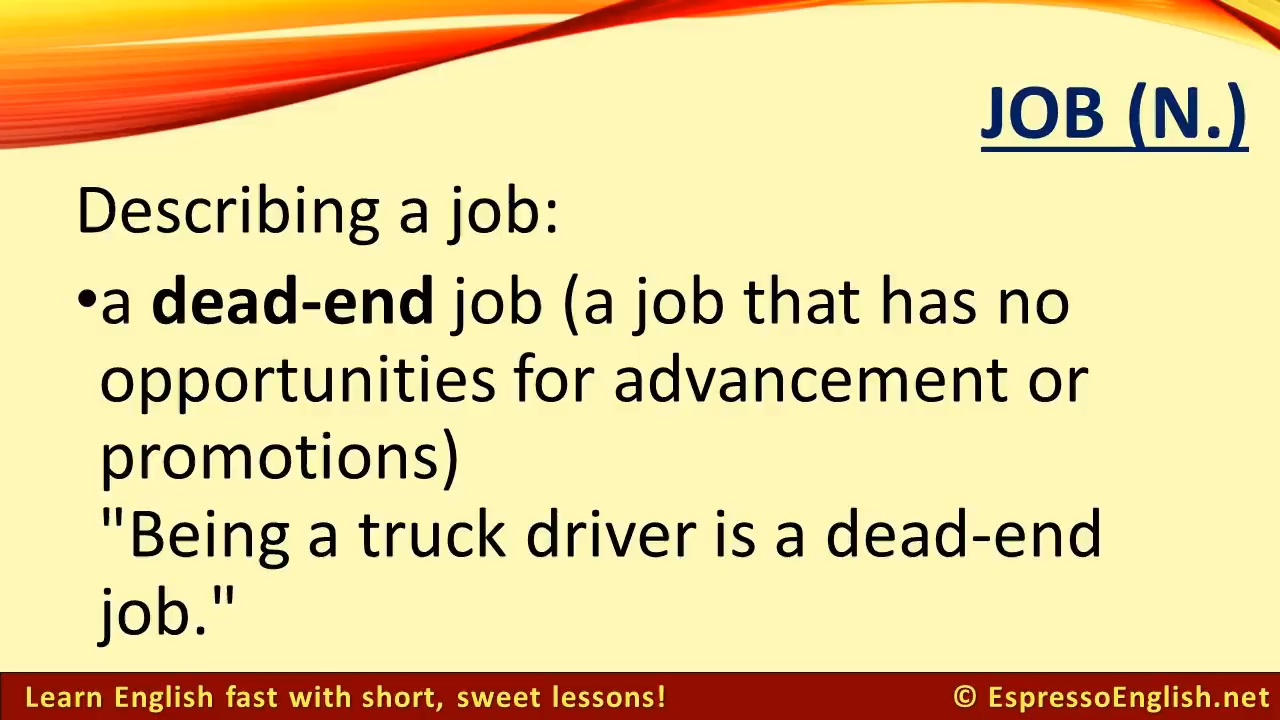 JOB (N.)
Describing a job:
•a dead-end job (a job that has no
opportunities for advancement or
promotions)
"Being a truck driver is a dead-end
job."
Learn English fast with short, sweet lessons!
© EspressoEnglish.net